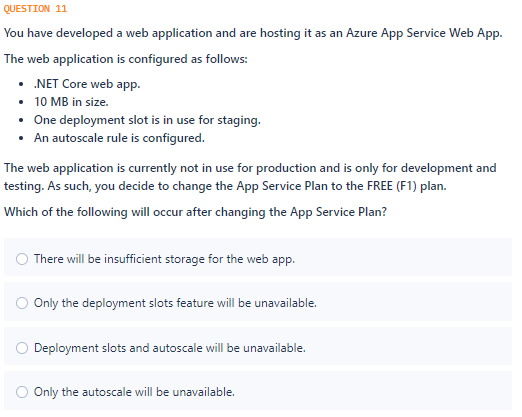 QUESTION 11
You have developed a web application and are hosting it as an Azure App Service Web App.
The web application is configured as follows:
• .NET Core web app.
• 10 MB in size.
• One deployment slot is in use for staging.
• An autoscale rule is configured.
The web application is currently not in use for production and is only for development and
testing. As such, you decide to change the App Service Plan to the FREE (F1) plan.
Which of the following will occur after changing the App Service Plan?
There will be insufficient storage for the web app.
Only the deployment slots feature will be unavailable.
Deployment slots and autoscale will be unavailable.
Only the autoscale will be unavailable.